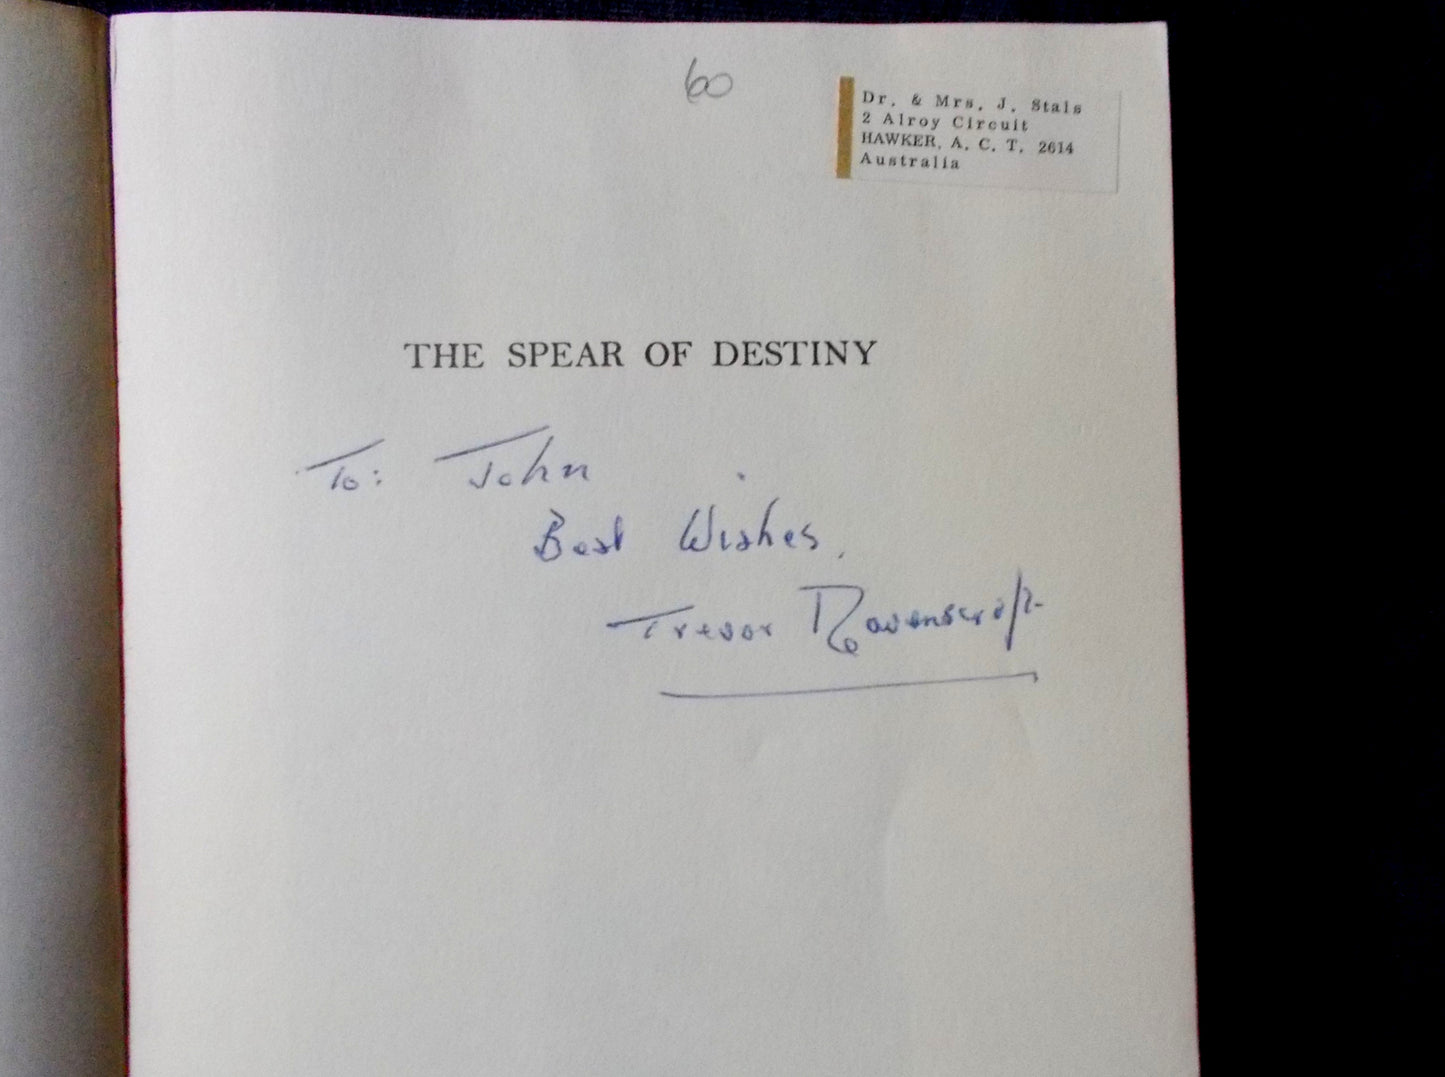 60
Dr. & Mrs. J. Stals
2 Alroy Circuit
HAWKER, A. C. T. 2614
Australia
THE SPEAR OF DESTINY
To: John
Best Wishes.
Trevor Ravenscroft